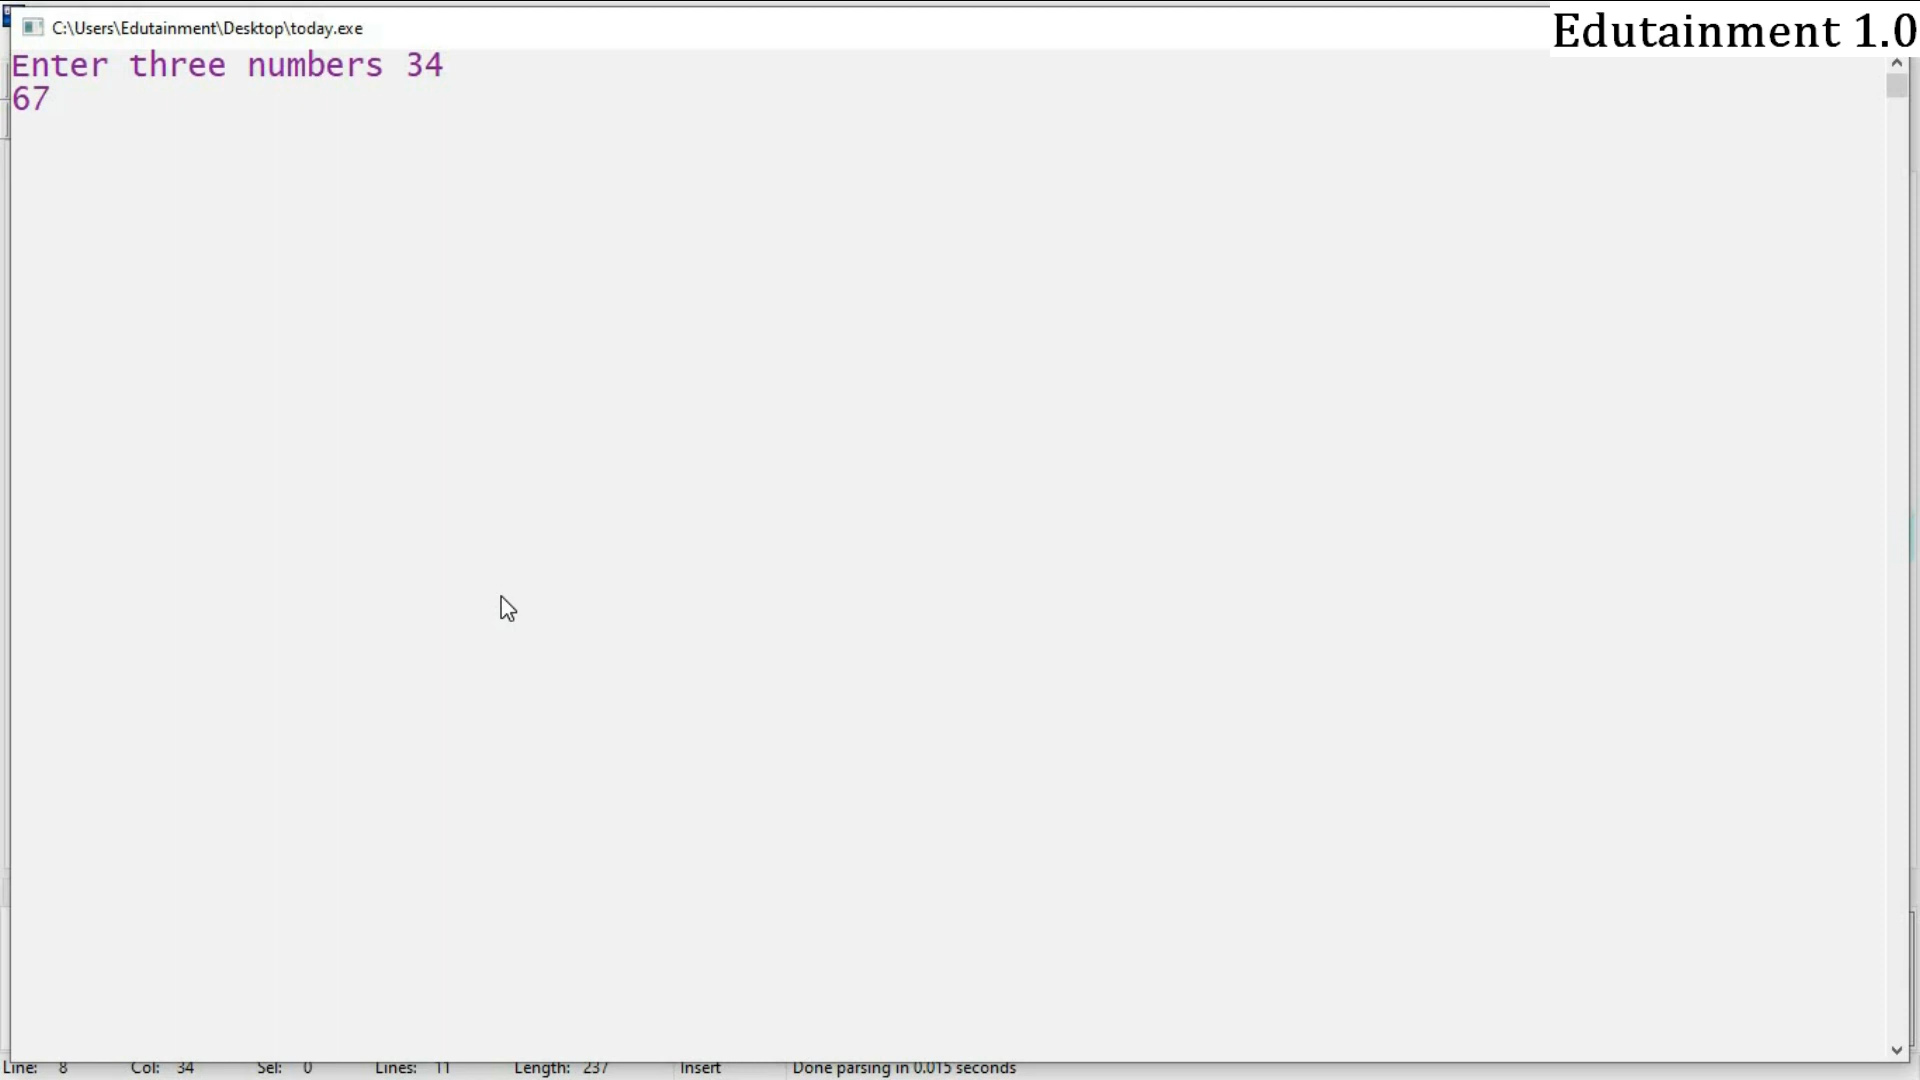 C:\Users\Edutainment\Desktop\today.exe
Edutainment 1.0
Enter three numbers 34
67
Line: 8 Col: 34 Sel: 0 Lines: 11 Length: 237 Insert Done parsing in 0.015 seconds